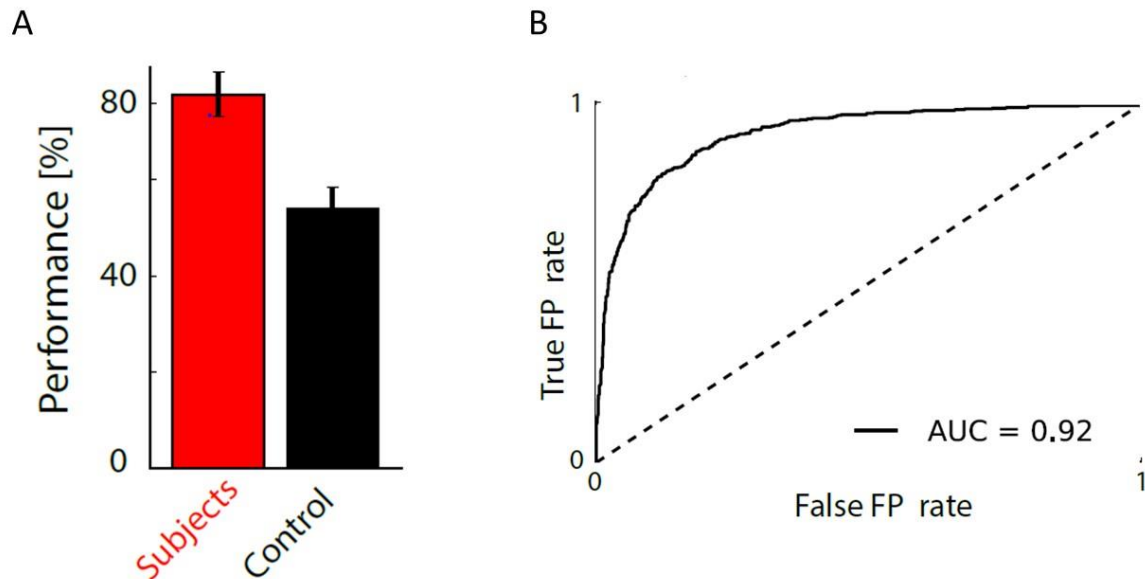 A
Performance [%]
80
40
0
Subjects
Control
B
True FP rate
1
0
AUC = 0.92
0
1
False FP rate